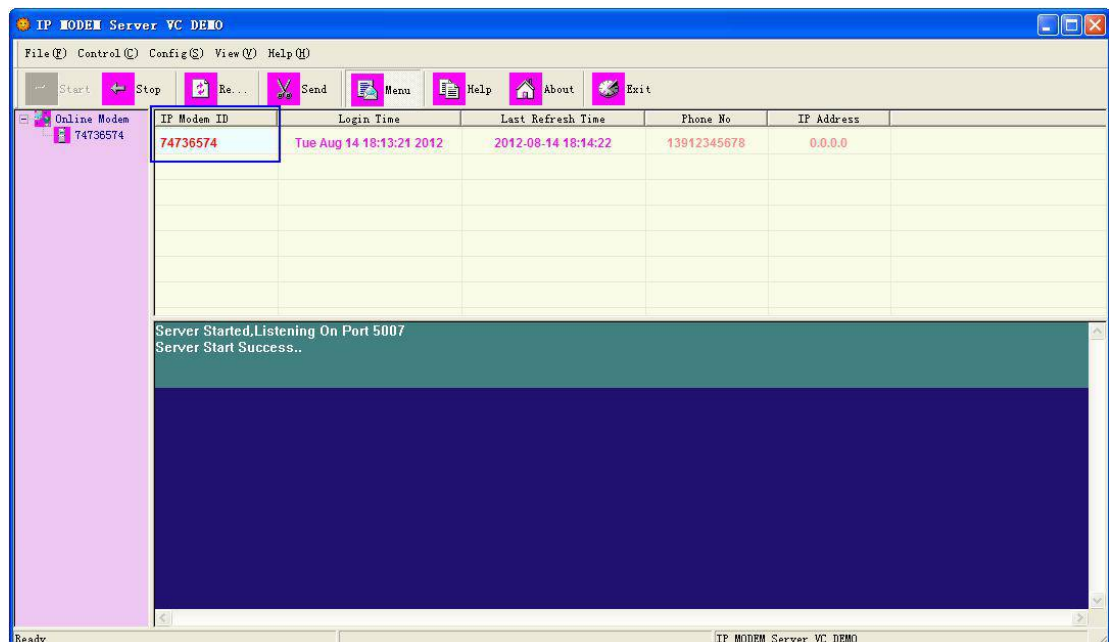 IP MODEM Server VC DEMO
File(F) Control(C) Config(S) View(V) Help(H)
Start Stop Re... Send Menu Help About Exit
Online Modem
74736574
IP Modem ID Login Time Last Refresh Time Phone No IP Address
74736574 Tue Aug 14 18:13:21 2012 2012-08-14 18:14:22 13912345678 0.0.0.0
Server Started,Listening On Port 5007
Server Start Success..
Ready IP MODEM Server VC DEMO